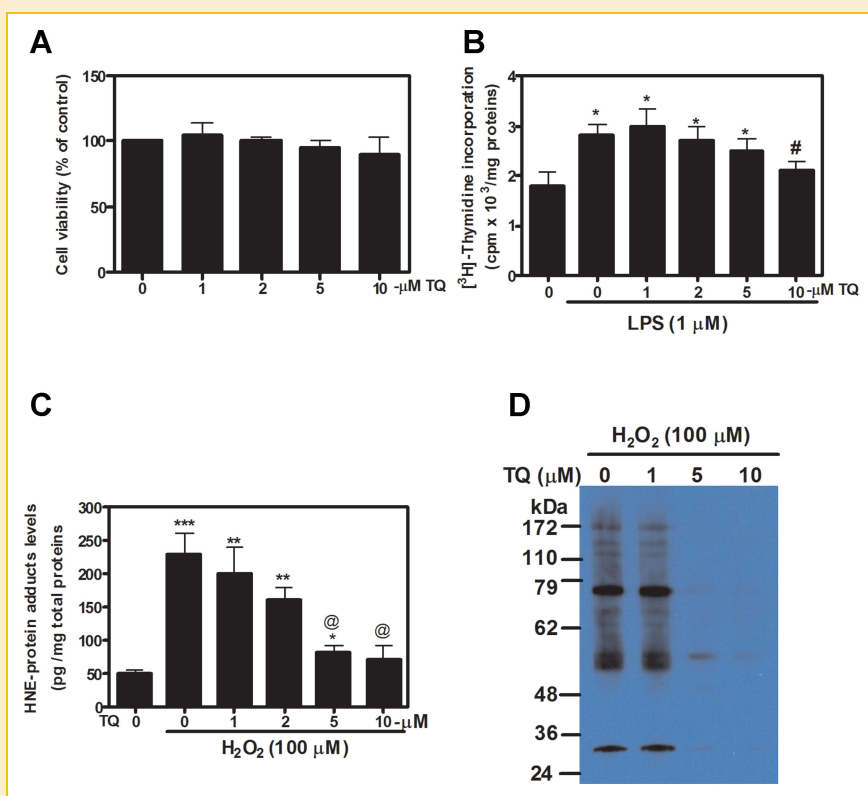 A
Cell viability (% of control)
150
100
50
0
0 1 2 5 10 -μM TQ
B
[³H]-Thymidine incorporation
(cpm x 10³/mg proteins)
4
3
2
1
0
* * * * #
0 0 1 2 5 10 -μM TQ
LPS (1 μM)
C
HNE-protein adducts levels
(pg /mg total proteins
300
250
200
150
100
50
0
*** ** ** @ * @
TQ 0 0 1 2 5 10 -μM
H₂O₂ (100 μM)
D
H₂O₂ (100 μM)
TQ (μM) 0 1 5 10
kDa
172
110
79
62
48
36
24